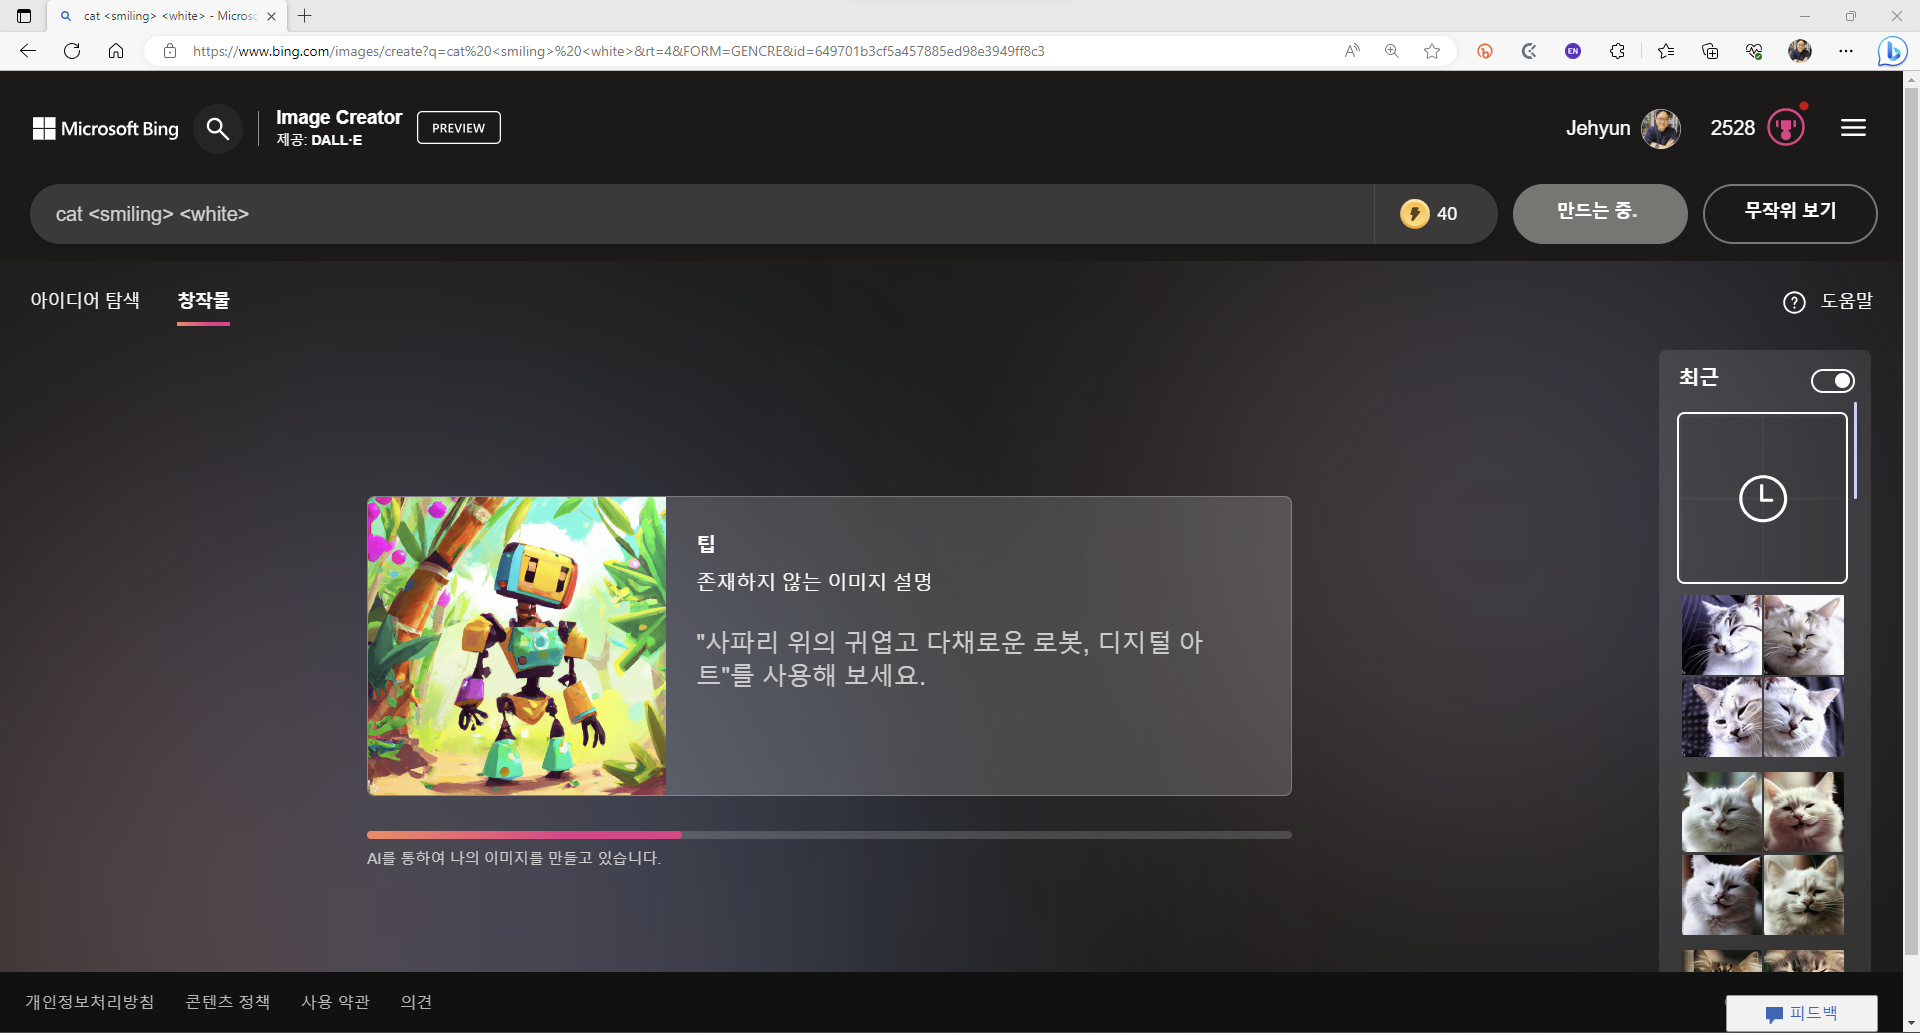 cat <smiling> <white> - Micros
https://www.bing.com/images/create?q=cat%20<smiling>%20<white>&rt=4&FORM=GENCRE&id=649701b3cf5a457885ed98e3949ff8c3
EN
Microsoft Bing
Image Creator
제공: DALL·E
PREVIEW
Jehyun
2528
cat <smiling> <white>
40
만드는 중.
무작위 보기
아이디어 탐색
창작물
도움말
최근
팁
존재하지 않는 이미지 설명
"사파리 위의 귀엽고 다채로운 로봇, 디지털 아
트"를 사용해 보세요.
AI를 통하여 나의 이미지를 만들고 있습니다.
개인정보처리방침
콘텐츠 정책
사용 약관
의견
피드백